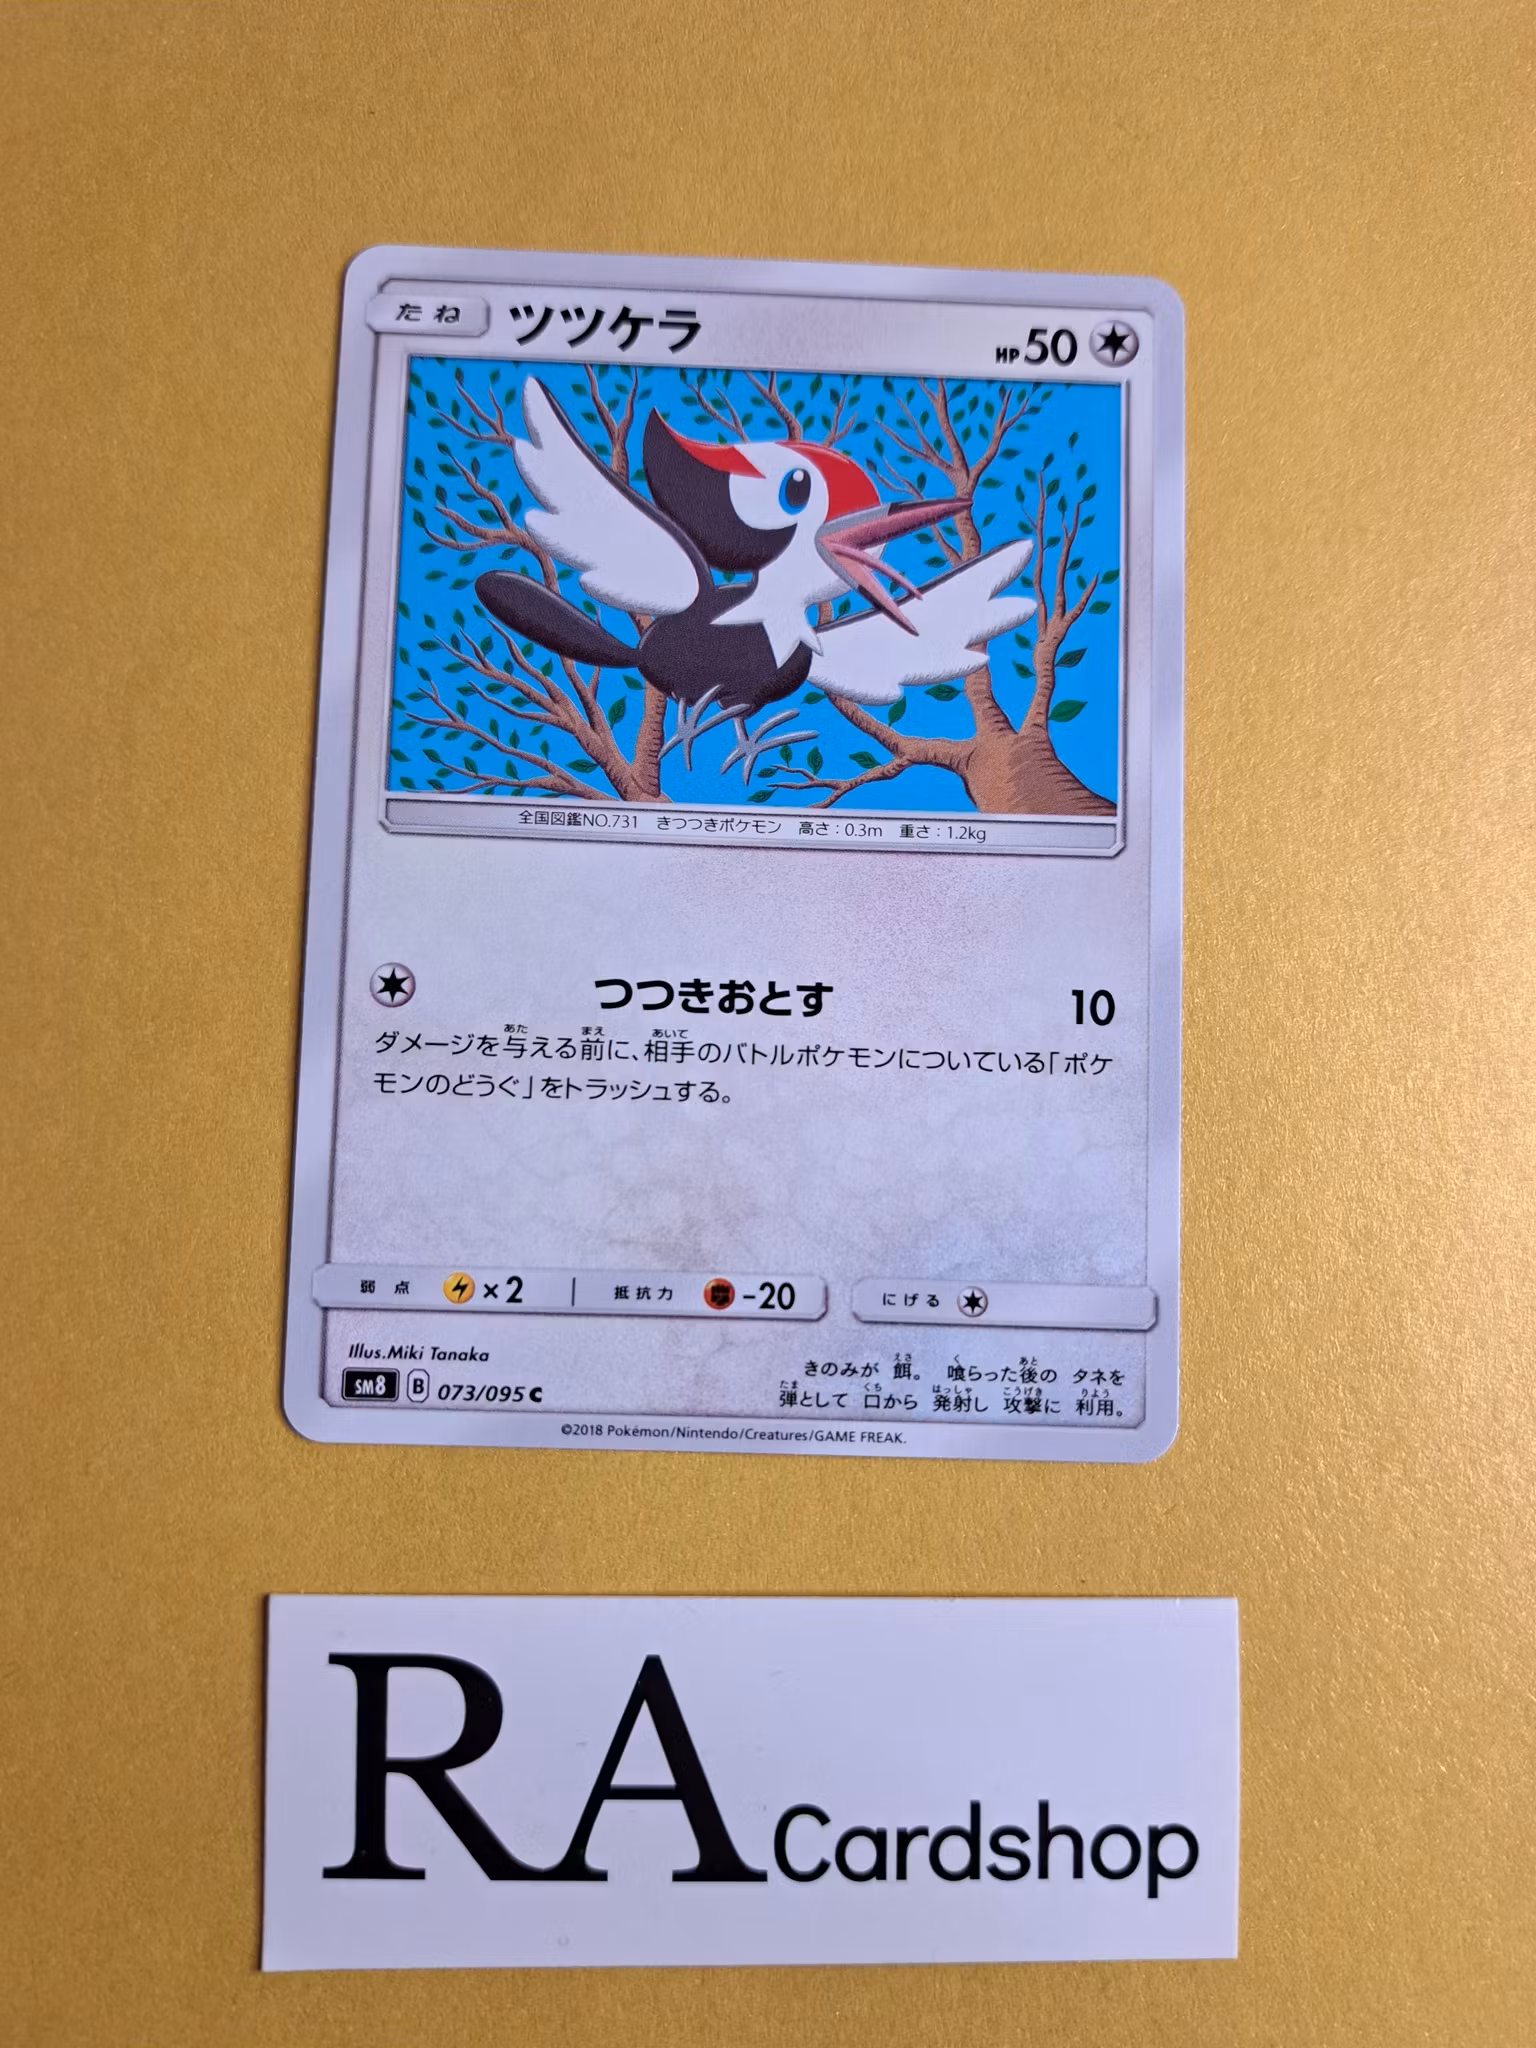 たね ツツケラ HP50
全国図鑑NO.731 きつつきポケモン 高さ:0.3m 重さ:1.2kg
つつきおとす 10
ダメージを与える前に、相手のバトルポケモンについている「ポケ
モンのどうぐ」をトラッシュする。
弱点 ×2 抵抗力 -20 にげる
Illus.Miki Tanaka
SM8 B 073/095 C
きのみが 餌。 喰らった後の タネを
弾として 口から 発射し 攻撃に 利用。
©2018 Pokémon/Nintendo/Creatures/GAME FREAK.
RA Cardshop